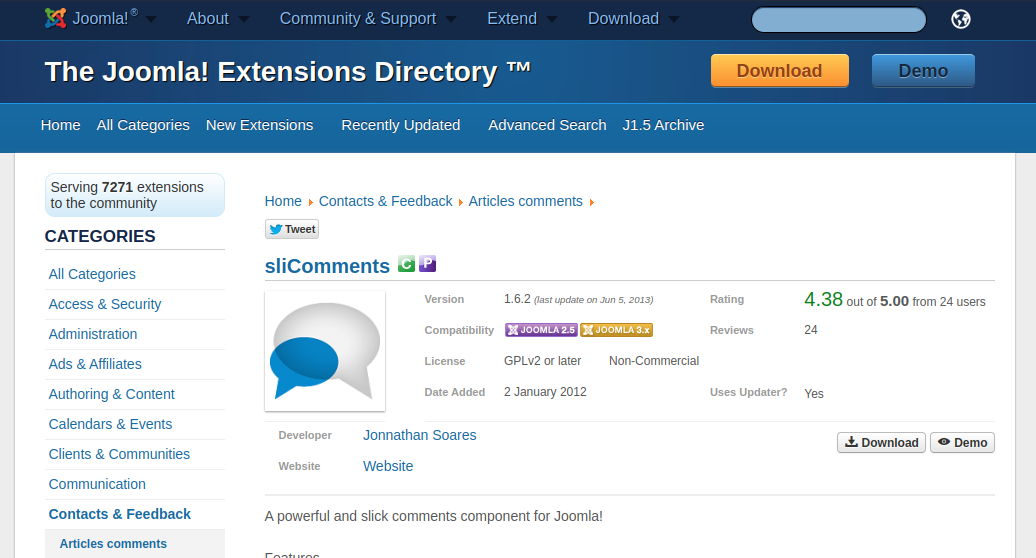 Joomla!® About Community & Support Extend Download
The Joomla! Extensions Directory ™ Download Demo
Home All Categories New Extensions Recently Updated Advanced Search J1.5 Archive
Serving 7271 extensions
to the community
CATEGORIES
All Categories
Access & Security
Administration
Ads & Affiliates
Authoring & Content
Calendars & Events
Clients & Communities
Communication
Contacts & Feedback
Articles comments
Home Contacts & Feedback Articles comments
Tweet
sliComments C P
Version 1.6.2 (last update on Jun 5, 2013) Rating 4.38 out of 5.00 from 24 users
Compatibility JOOMLA 2.5 JOOMLA 3.x Reviews 24
License GPLv2 or later Non-Commercial
Date Added 2 January 2012 Uses Updater? Yes
Developer Jonnathan Soares Download Demo
Website Website
A powerful and slick comments component for Joomla!
Features